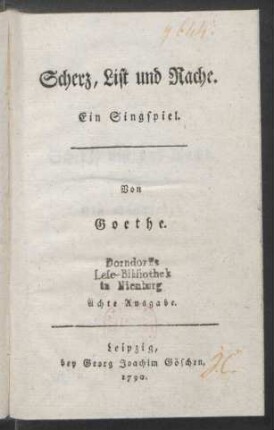 Scherz, List und Rache.
Ein Singspiel.
Von
Goethe.
Dorndorf's
Lese-Bibliothek
in Nienburg
Ächte Ausgabe.
Leipzig,
bey Georg Joachim Göschen,
1790.